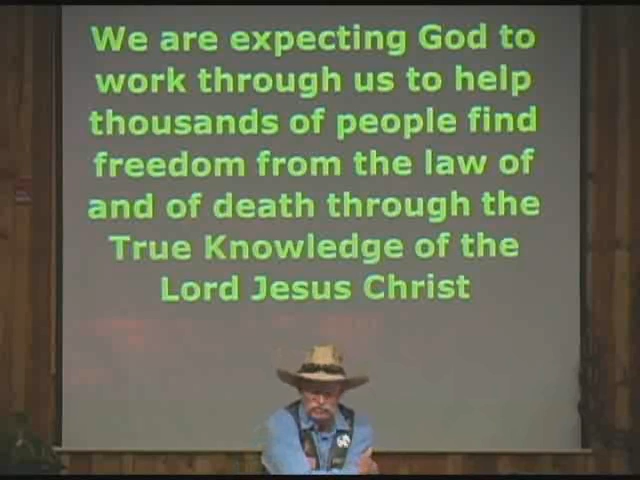 We are expecting God to
work through us to help
thousands of people find
freedom from the law of
and of death through the
True Knowledge of the
Lord Jesus Christ